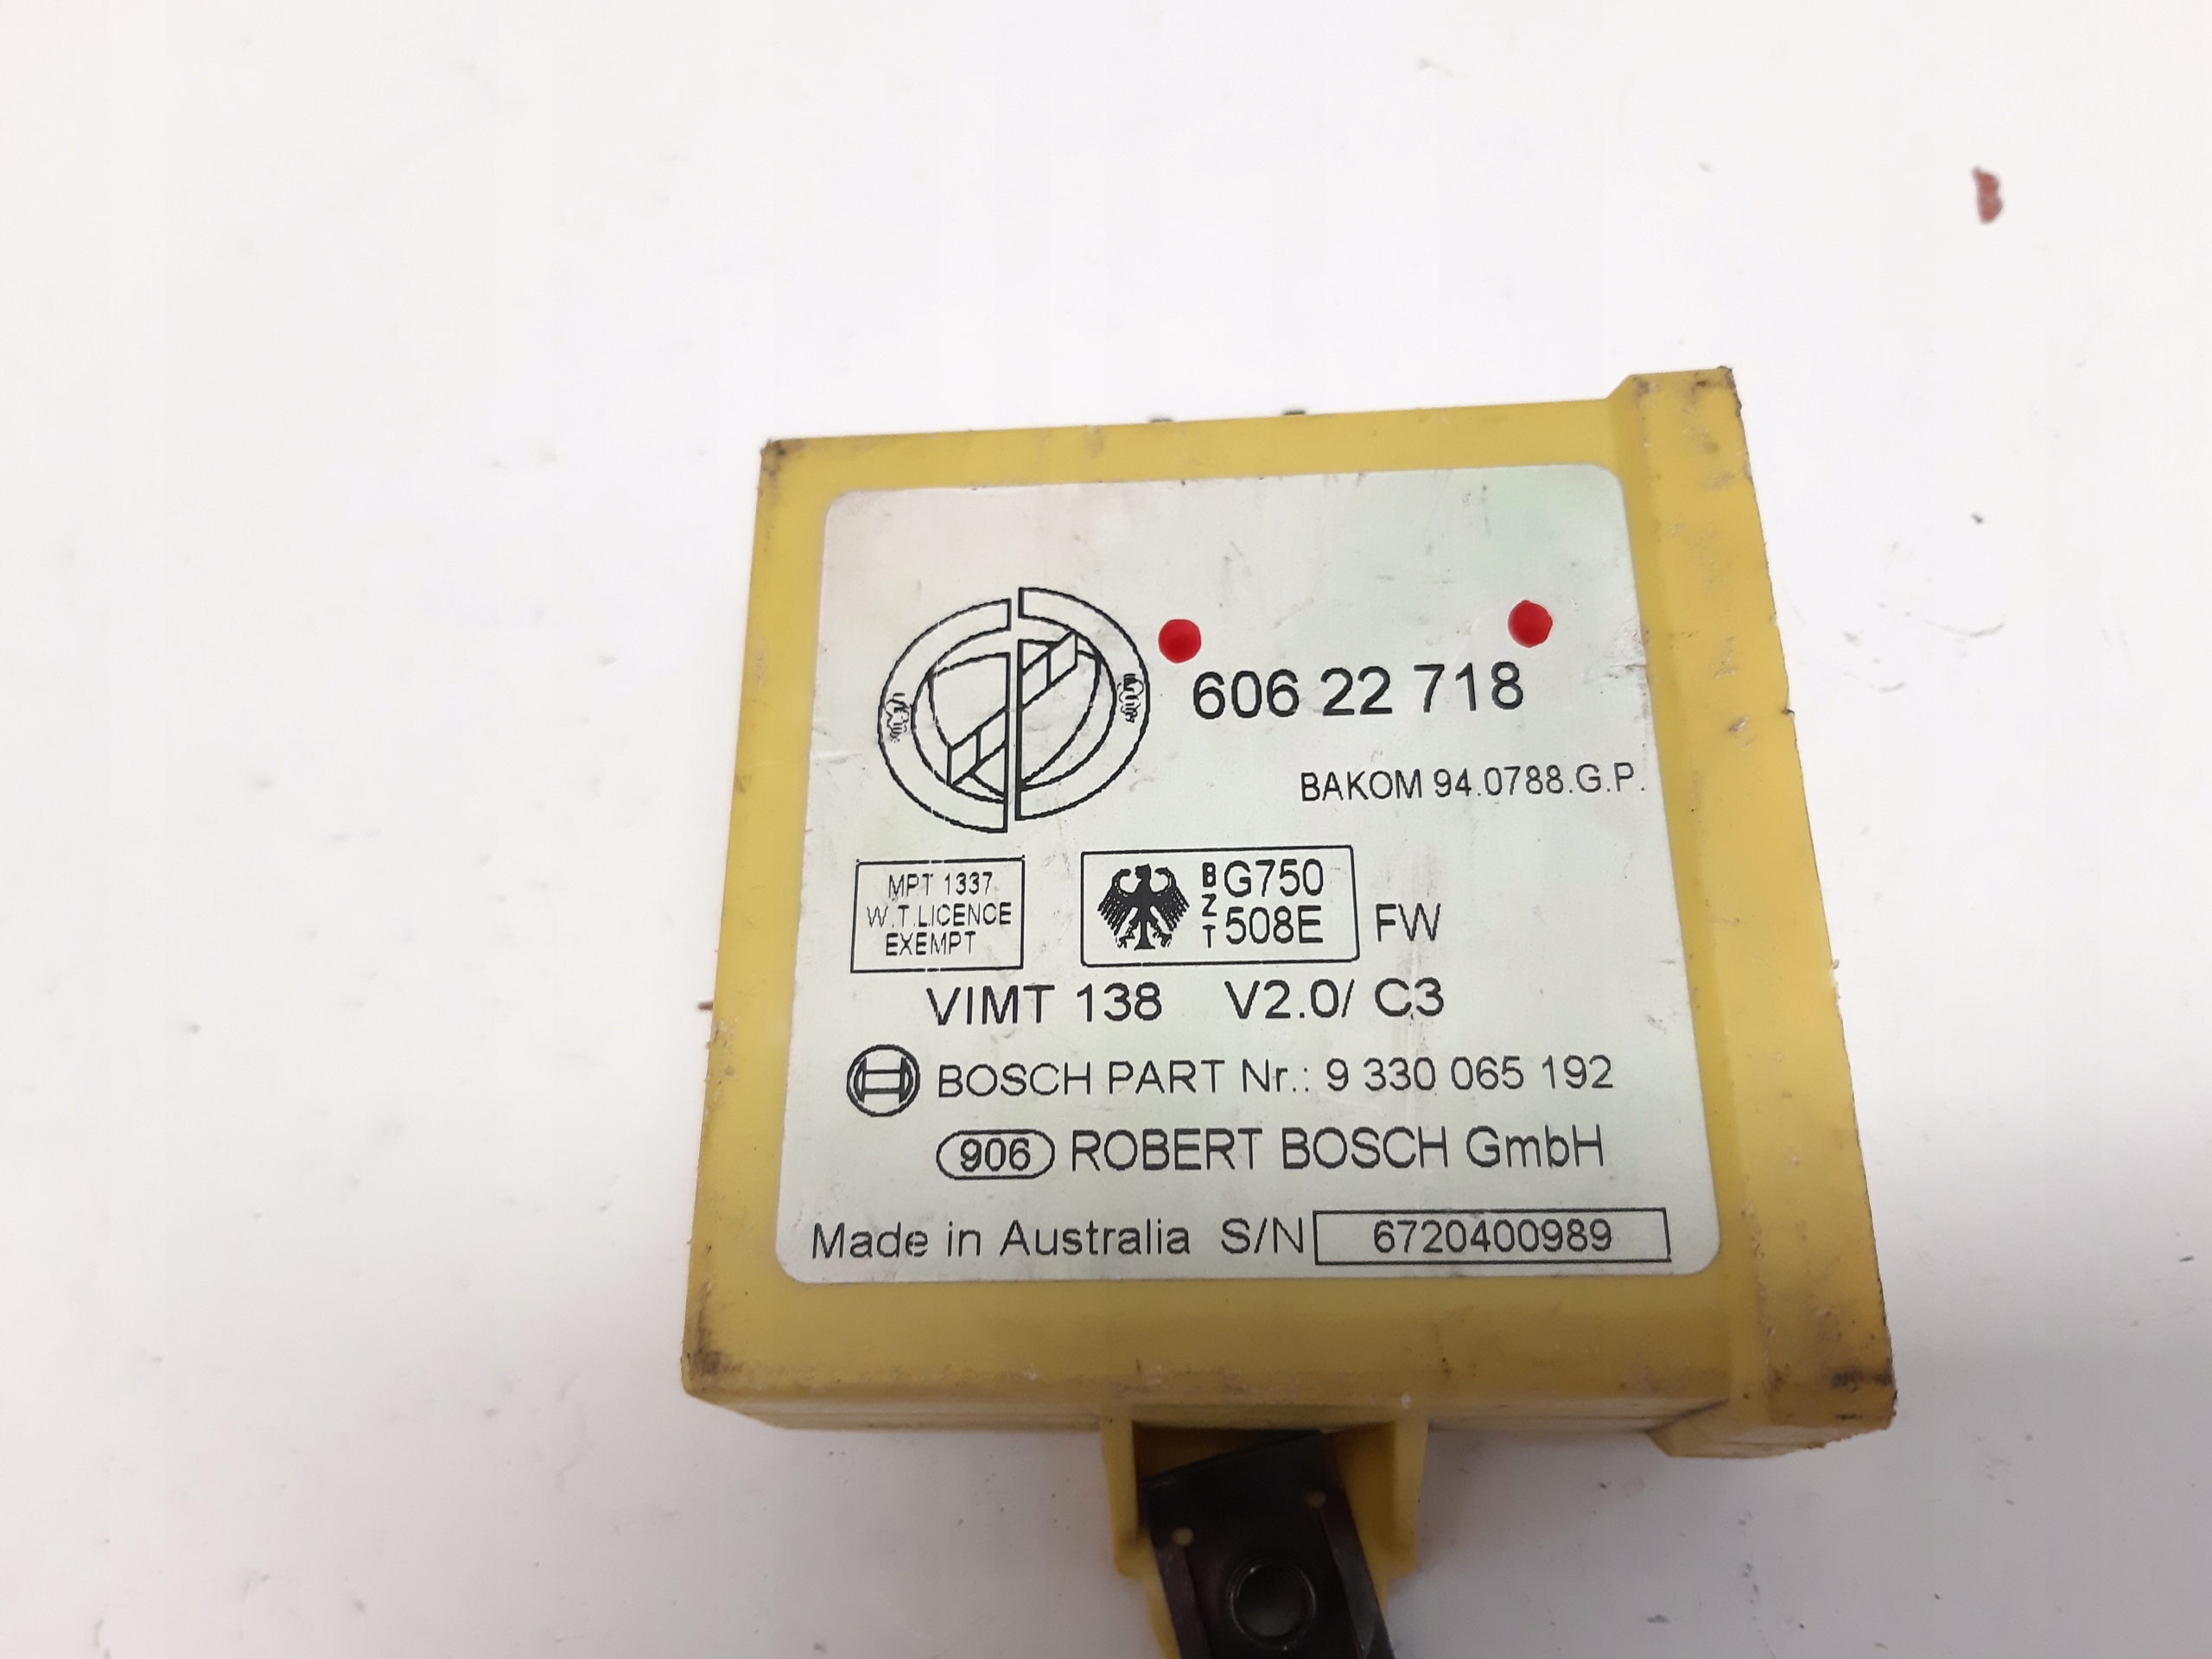 606 22 718
BAKOM 94.0788.G.P.
MPT 1337
W.T.LICENCE
EXEMPT
BZT
G750
508E
FW
VIMT 138 V2.0/ C3
BOSCH PART Nr.: 9 330 065 192
906 ROBERT BOSCH GmbH
Made in Australia S/N 6720400989